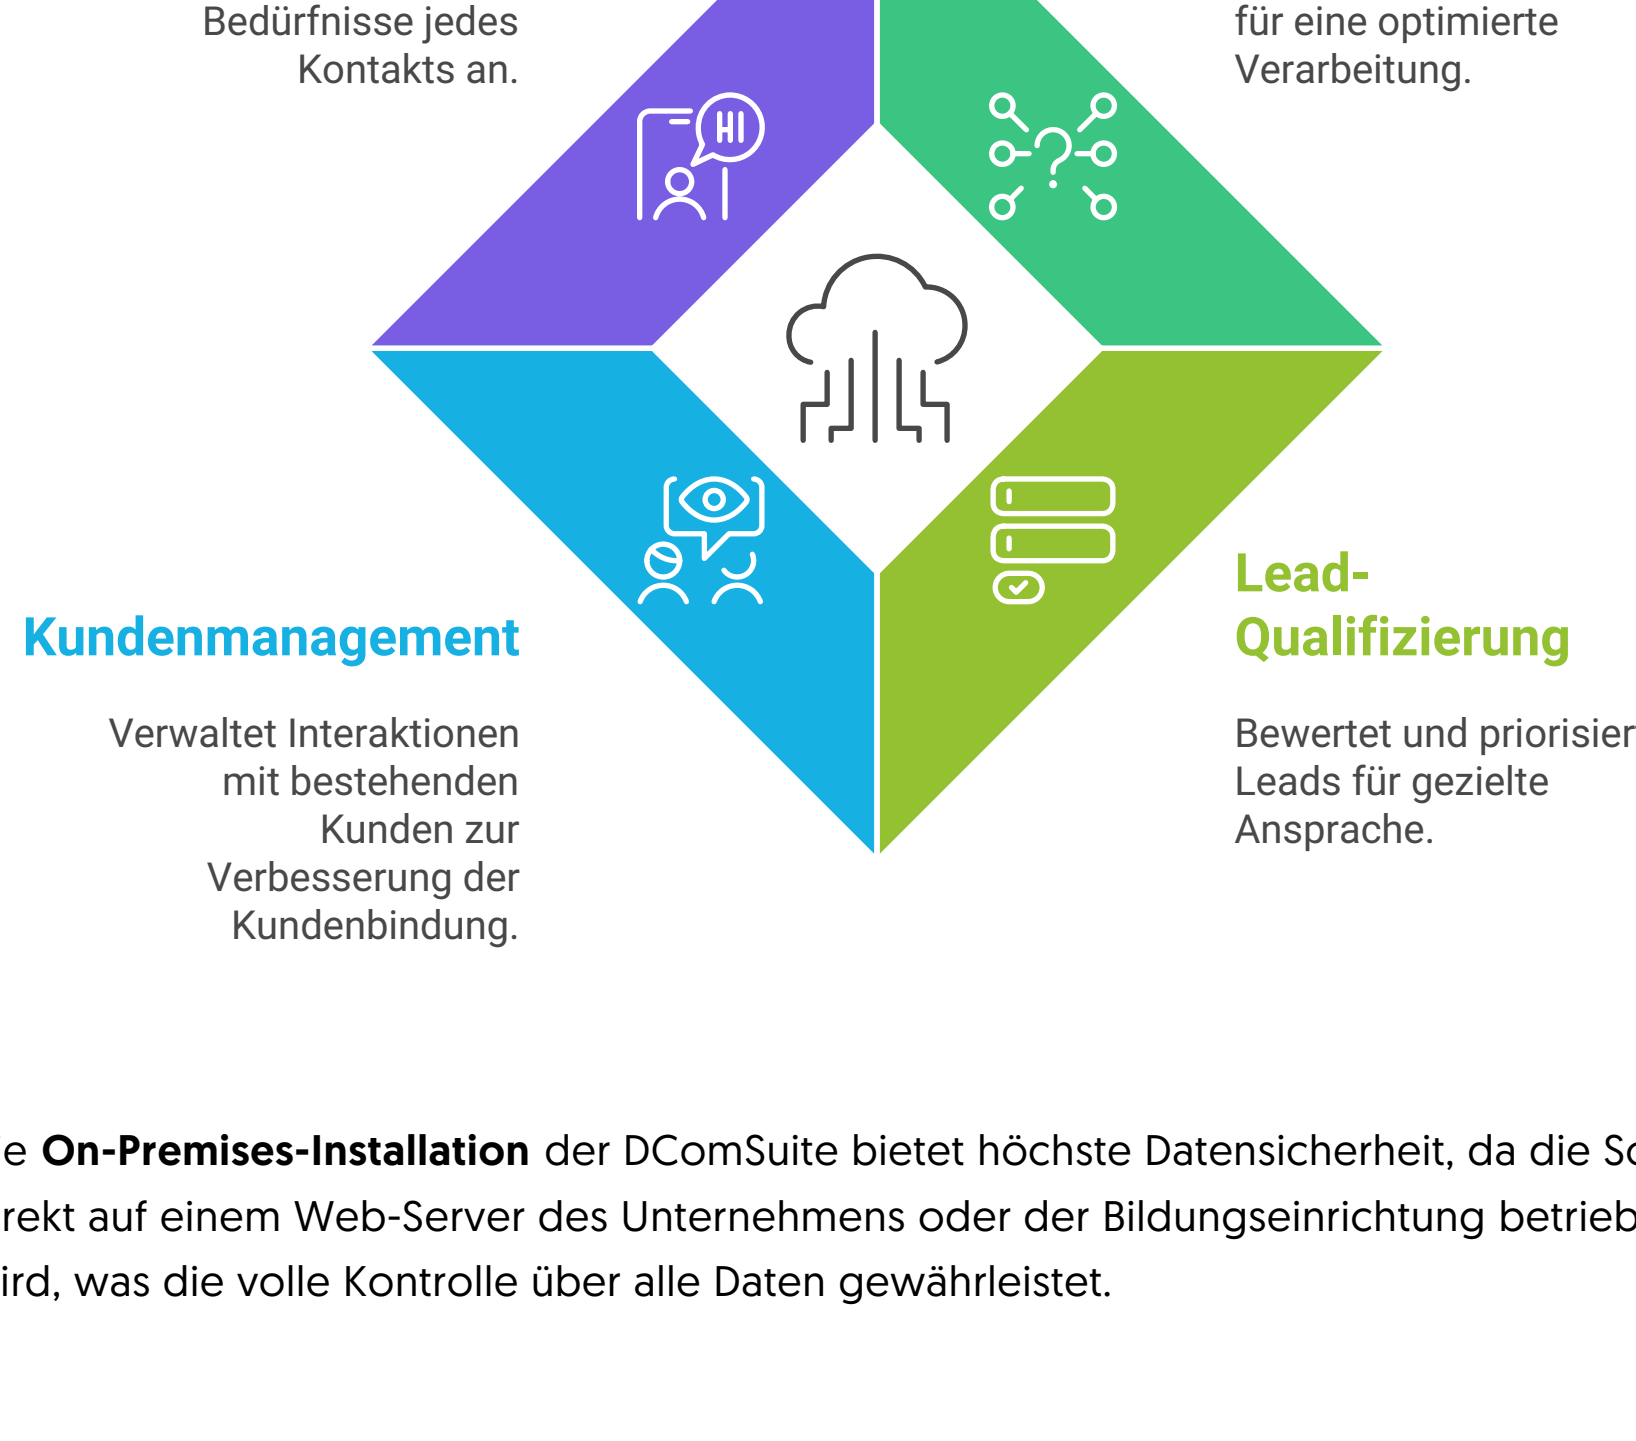 Bedürfnisse jedes
Kontakts an.
für eine optimierte
Verarbeitung.
HI
Kundenmanagement
Verwaltet Interaktionen
mit bestehenden
Kunden zur
Verbesserung der
Kundenbindung.
Lead-
Qualifizierung
Bewertet und priorisier
Leads für gezielte
Ansprache.
ie On-Premises-Installation der DComSuite bietet höchste Datensicherheit, da die So
rekt auf einem Web-Server des Unternehmens oder der Bildungseinrichtung betrieb
ird, was die volle Kontrolle über alle Daten gewährleistet.